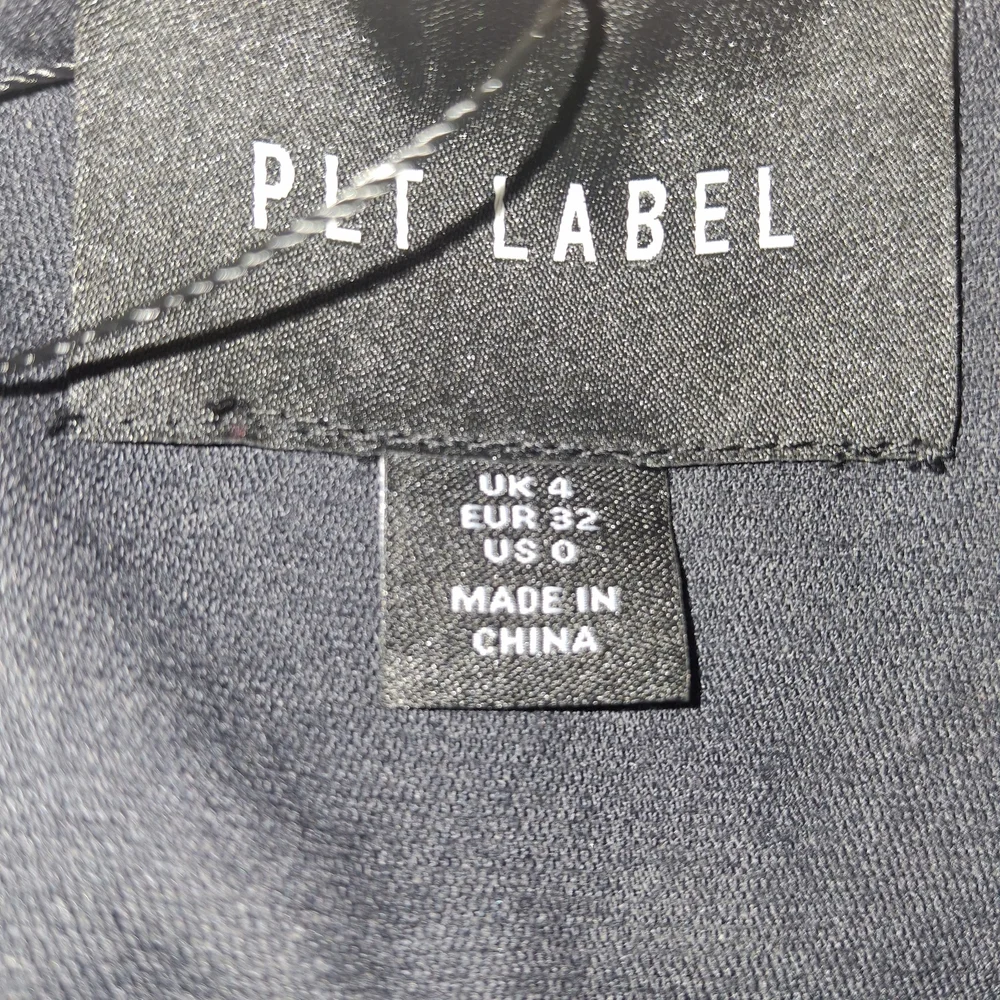 PLT LABEL
UK 4
EUR 32
US 0
MADE IN
CHINA